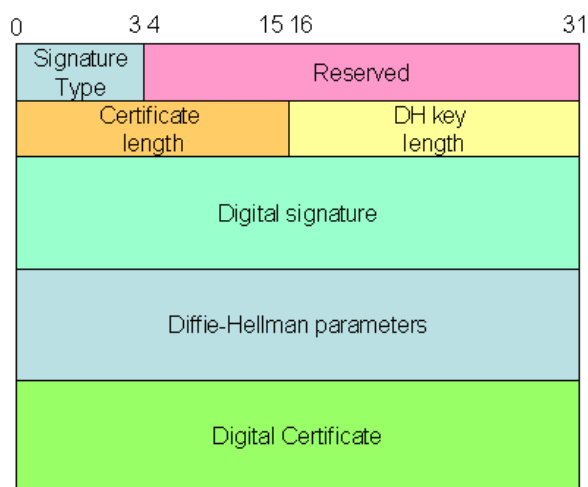 0 3 4 15 16 31
Signature
Type
Reserved
Certificate
length
DH key
length
Digital signature
Diffie-Hellman parameters
Digital Certificate